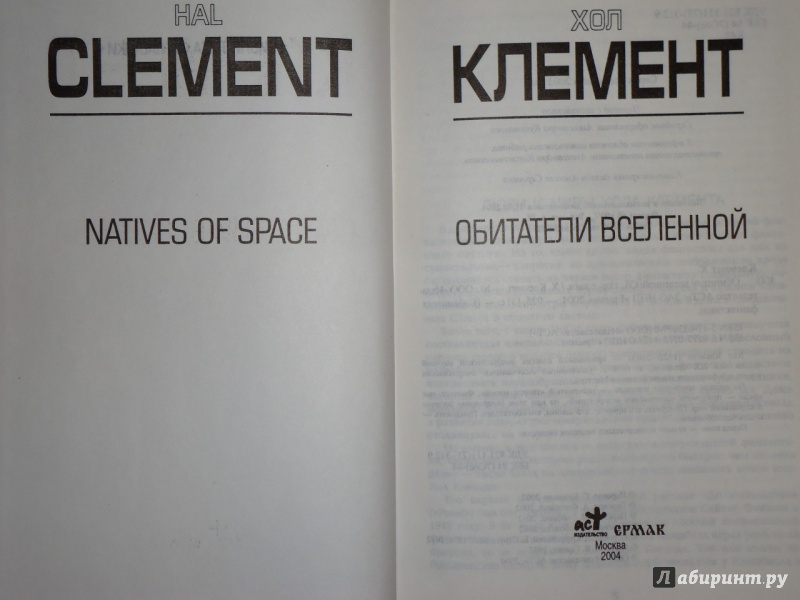 HAL
CLEMENT
NATIVES OF SPACE
ХОЛ
КЛЕМЕНТ
ОБИТАТЕЛИ ВСЕЛЕННОЙ
аст
ИЗДАТЕЛЬСТВО
ЕРМАК
Москва
2004
Лабиринт.ру